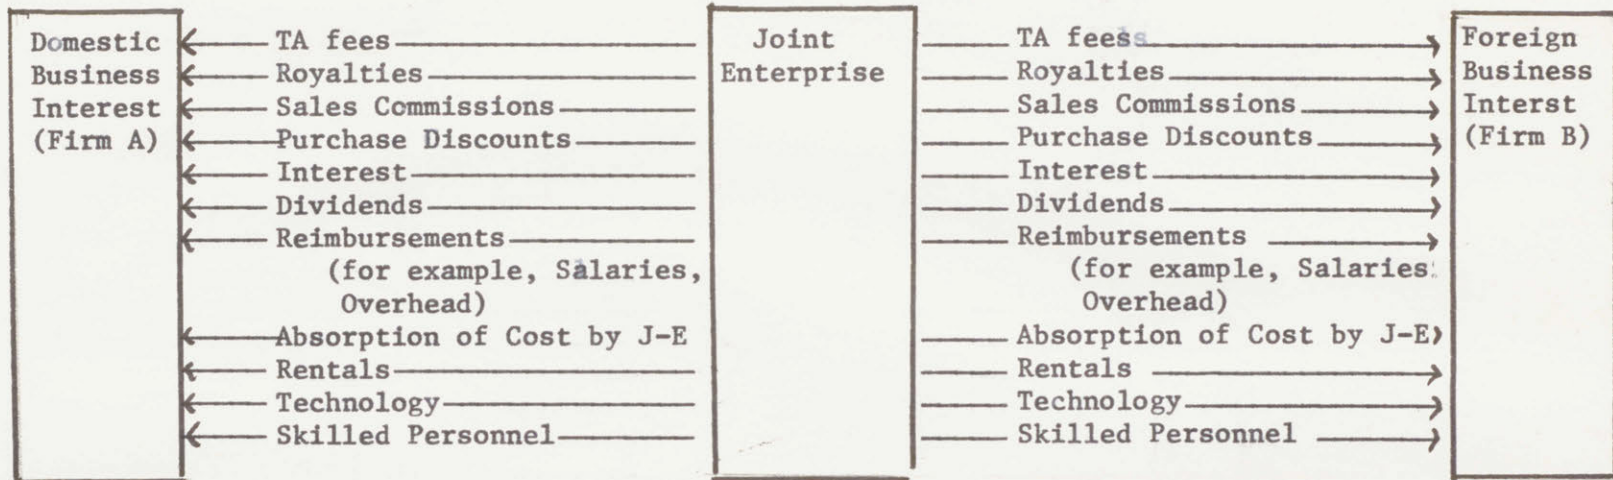 Domestic
Business
Interest
(Firm A)
TA fees
Royalties
Sales Commissions
Purchase Discounts
Interest
Dividends
Reimbursements
(for example, Salaries,
Overhead)
Absorption of Cost by J-E
Rentals
Technology
Skilled Personnel
Joint
Enterprise
TA fees
Royalties
Sales Commissions
Purchase Discounts
Interest
Dividends
Reimbursements
(for example, Salaries
Overhead)
Absorption of Cost by J-E
Rentals
Technology
Skilled Personnel
Foreign
Business
Interst
(Firm B)